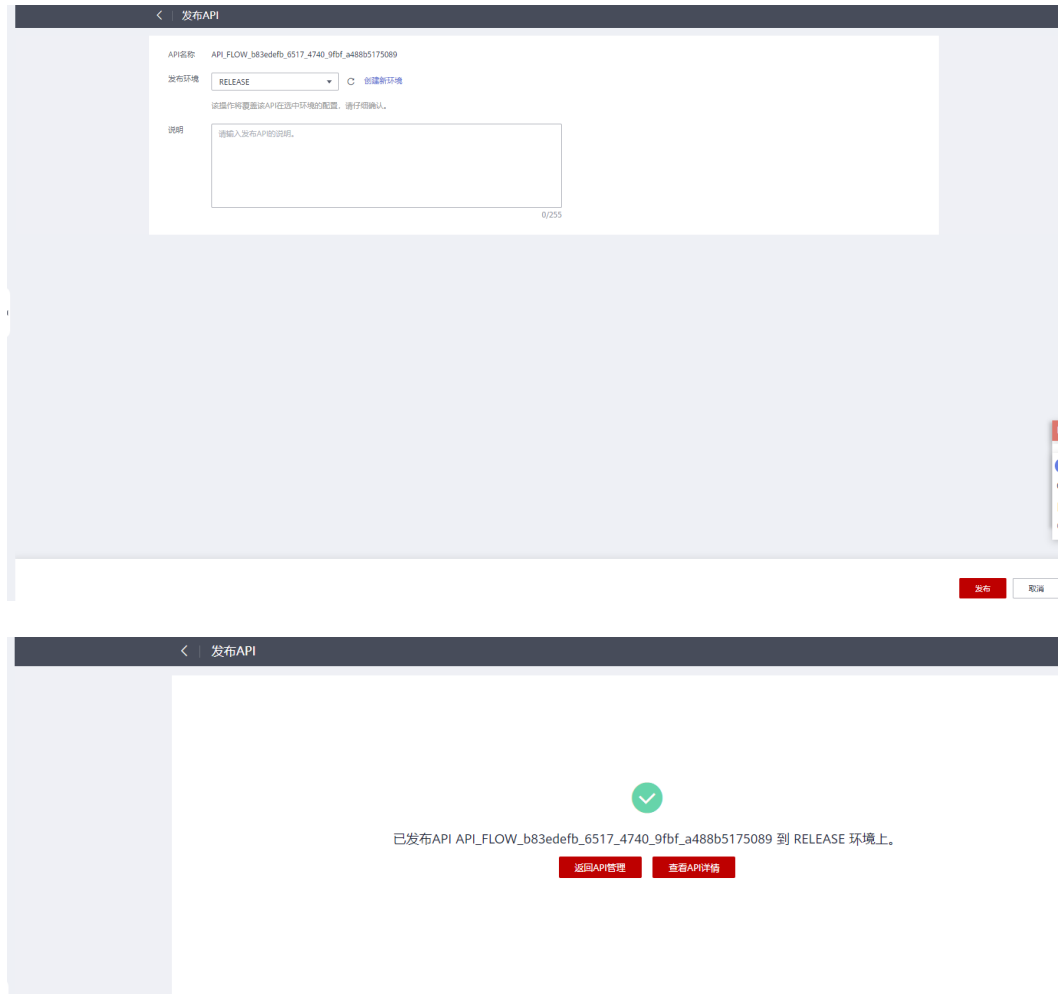 发布API
API名称 API_FLOW_b83edefb_6517_4740_9fbf_a488b5175089
发布环境 RELEASE 创建新环境
该操作将覆盖该API在选中环境的配置，请仔细确认。
说明 请输入发布API的说明。
0/255
发布 取消
发布API
已发布API API_FLOW_b83edefb_6517_4740_9fbf_a488b5175089 到 RELEASE 环境上。
返回API管理 查看API详情